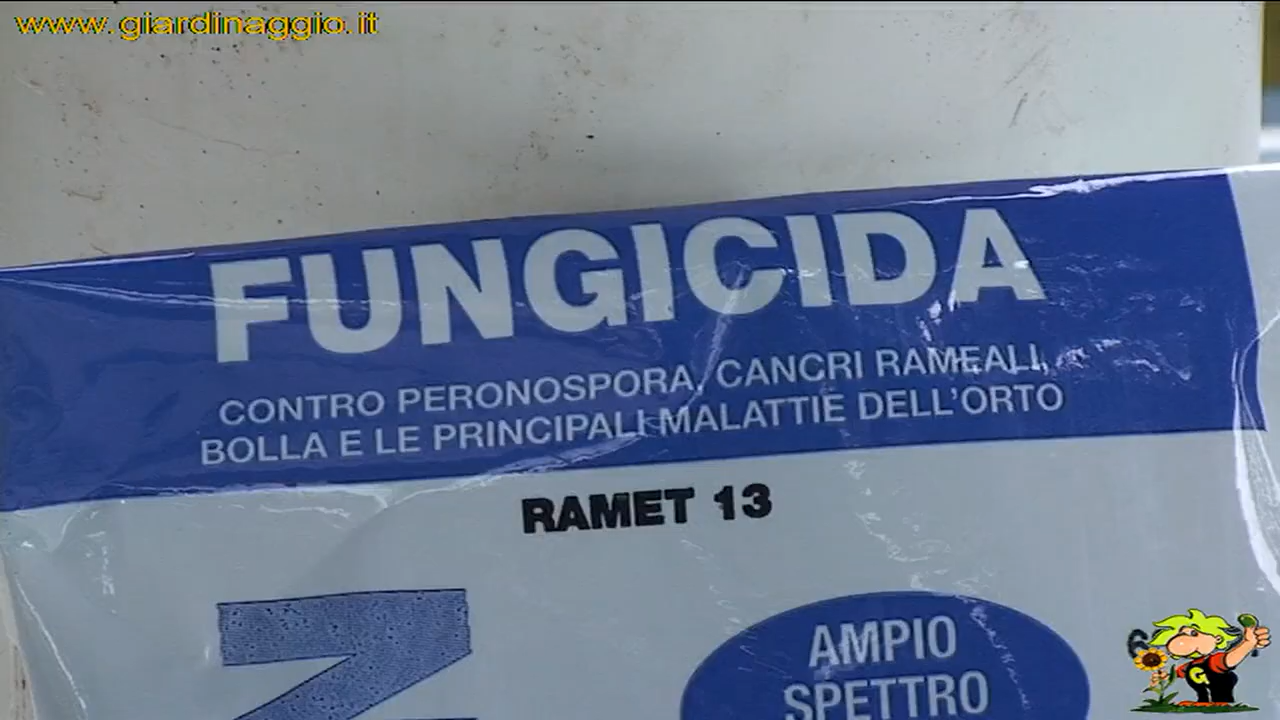 www.giardinaggio.it
FUNGICIDA
CONTRO PERONOSPORA, CANCRI RAMEALI,
BOLLA E LE PRINCIPALI MALATTIE DELL'ORTO
RAMET 13
AMPIO
SPETTRO
G